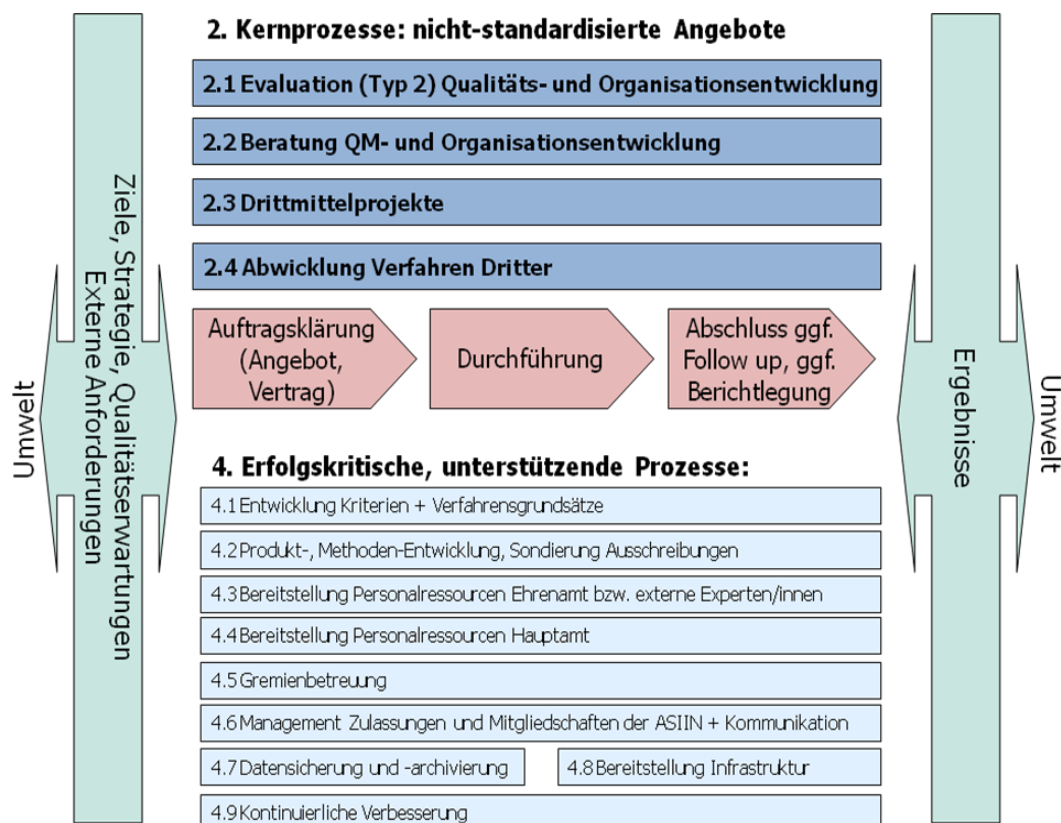 2. Kernprozesse: nicht-standardisierte Angebote
2.1 Evaluation (Typ 2) Qualitäts- und Organisationsentwicklung
2.2 Beratung QM- und Organisationsentwicklung
2.3 Drittmittelprojekte
2.4 Abwicklung Verfahren Dritter
Auftragsklärung
(Angebot,
Vertrag)
Durchführung
Abschluss ggf.
Follow up, ggf.
Berichtlegung
4. Erfolgskritische, unterstützende Prozesse:
4.1 Entwicklung Kriterien + Verfahrensgrundsätze
4.2 Produkt-, Methoden-Entwicklung, Sondierung Ausschreibungen
4.3 Bereitstellung Personalressourcen Ehrenamt bzw. externe Experten/innen
4.4 Bereitstellung Personalressourcen Hauptamt
4.5 Gremienbetreuung
4.6 Management Zulassungen und Mitgliedschaften der ASIIN + Kommunikation
4.7 Datensicherung und -archivierung
4.8 Bereitstellung Infrastruktur
4.9 Kontinuierliche Verbesserung
Umwelt
Ziele, Strategie, Qualitätserwartungen
Externe Anforderungen
Ergebnisse
Umwelt